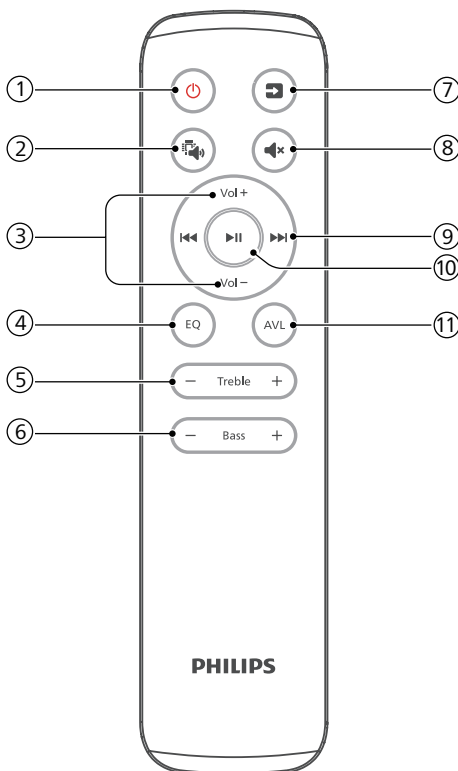 ① ⑦
② ⑧
Vol +
③ ⑨
⑩
Vol −
④ EQ AVL ⑪
⑤ − Treble +
⑥ − Bass +
PHILIPS